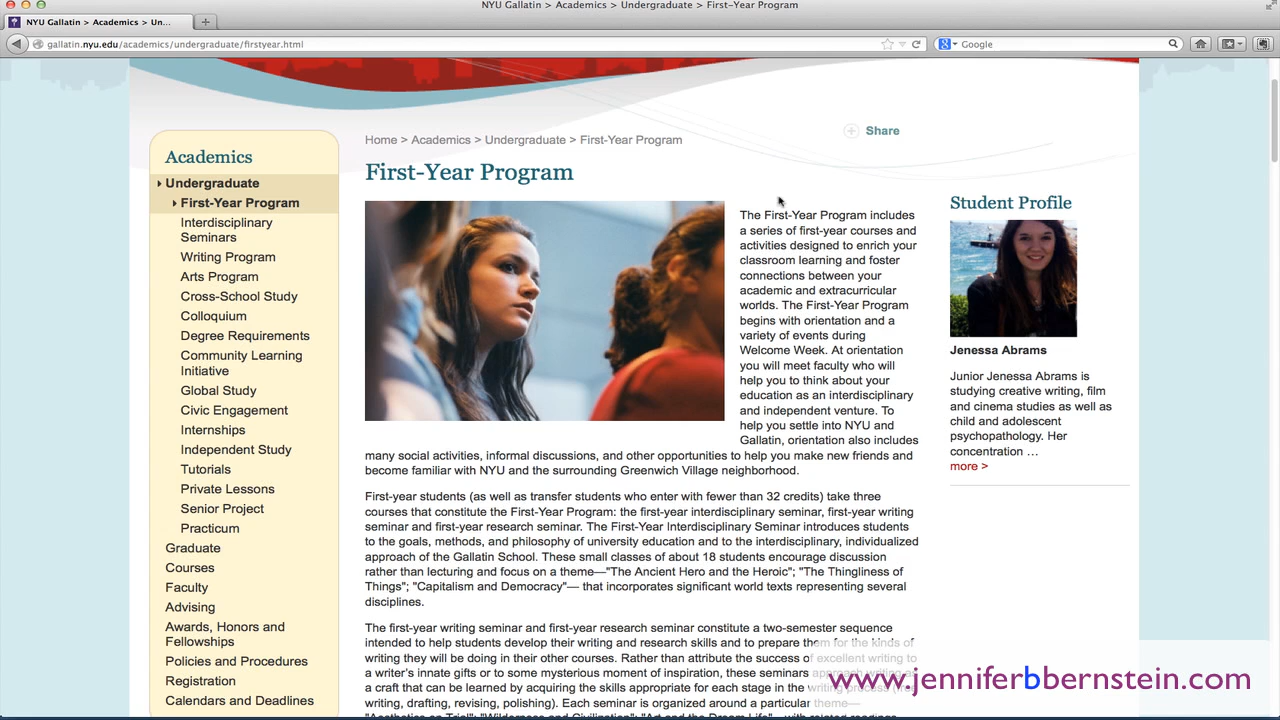 NYU Gallatin > Academics > Undergraduate > First-Year Program
NYU Gallatin > Academics > Un...
gallatin.nyu.edu/academics/undergraduate/firstyear.html
Google
Home > Academics > Undergraduate > First-Year Program
Share
Academics
Undergraduate
First-Year Program
Interdisciplinary
Seminars
Writing Program
Arts Program
Cross-School Study
Colloquium
Degree Requirements
Community Learning
Initiative
Global Study
Civic Engagement
Internships
Independent Study
Tutorials
Private Lessons
Senior Project
Practicum
Graduate
Courses
Faculty
Advising
Awards, Honors and
Fellowships
Policies and Procedures
Registration
Calendars and Deadlines
First-Year Program
The First-Year Program includes
a series of first-year courses and
activities designed to enrich your
classroom learning and foster
connections between your
academic and extracurricular
worlds. The First-Year Program
begins with orientation and a
variety of events during
Welcome Week. At orientation
you will meet faculty who will
help you to think about your
education as an interdisciplinary
and independent venture. To
help you settle into NYU and
Gallatin, orientation also includes
many social activities, informal discussions, and other opportunities to help you make new friends and
become familiar with NYU and the surrounding Greenwich Village neighborhood.
First-year students (as well as transfer students who enter with fewer than 32 credits) take three
courses that constitute the First-Year Program: the first-year interdisciplinary seminar, first-year writing
seminar and first-year research seminar. The First-Year Interdisciplinary Seminar introduces students
to the goals, methods, and philosophy of university education and to the interdisciplinary, individualized
approach of the Gallatin School. These small classes of about 18 students encourage discussion
rather than lecturing and focus on a theme—"The Ancient Hero and the Heroic"; "The Thingliness of
Things"; "Capitalism and Democracy"— that incorporates significant world texts representing several
disciplines.
The first-year writing seminar and first-year research seminar constitute a two-semester sequence
intended to help students develop their writing and research skills and to prepare them for the kinds of
writing they will be doing in their other courses. Rather than attribute the success of excellent writing to
a writer's innate gifts or to some mysterious moment of inspiration, these seminars approach writing as
a craft that can be learned by acquiring the skills appropriate for each stage in the writing process
writing, drafting, revising, polishing). Each seminar is organized around a particular theme—
"Aesthetics on Trial"; "Wilderness and Civilization"; "Art and the Dream Life"—with related readings
Student Profile
Jenessa Abrams
Junior Jenessa Abrams is
studying creative writing, film
and cinema studies as well as
child and adolescent
psychopathology. Her
concentration ...
more >
www.jenniferbbernstein.com